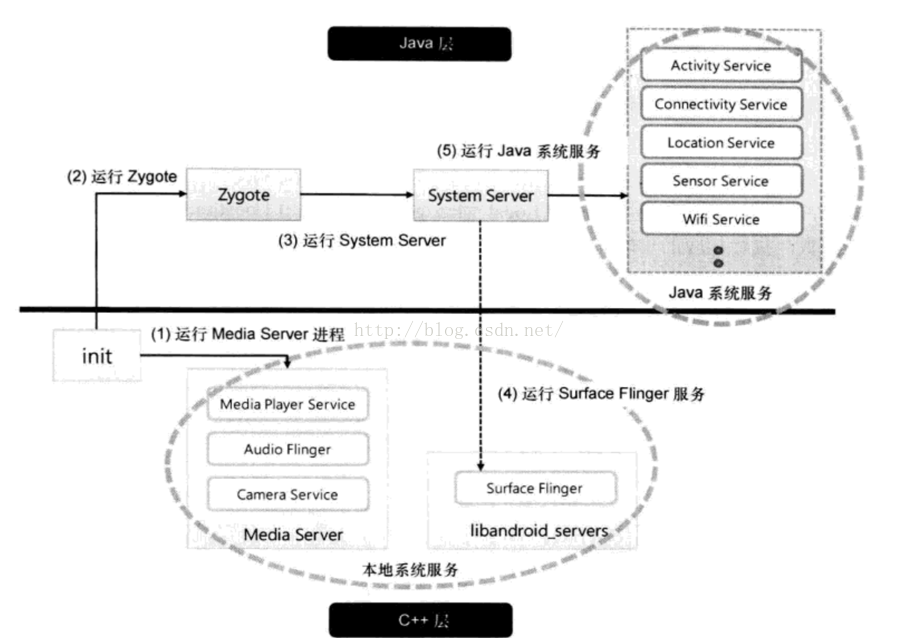 Java 层
Activity Service
Connectivity Service
(5) 运行 Java 系统服务
Location Service
(2) 运行 Zygote
Zygote
System Server
Sensor Service
Wifi Service
(3) 运行 System Server
Java 系统服务
(1) 运行 Media Server 进程
http://blog.csdn.net/
init
(4) 运行 Surface Flinger 服务
Media Player Service
Audio Flinger
Camera Service
Surface Flinger
Media Server
libandroid_servers
本地系统服务
C++ 层